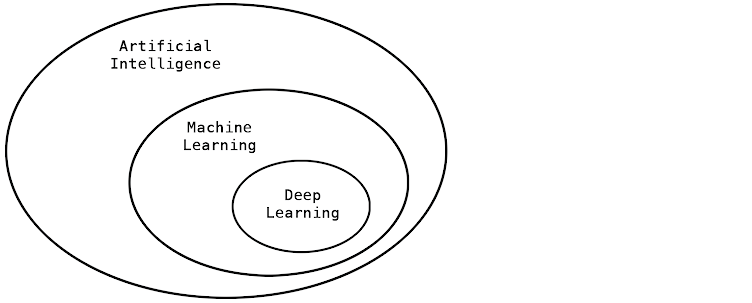 Artificial
Intelligence
Machine
Learning
Deep
Learning